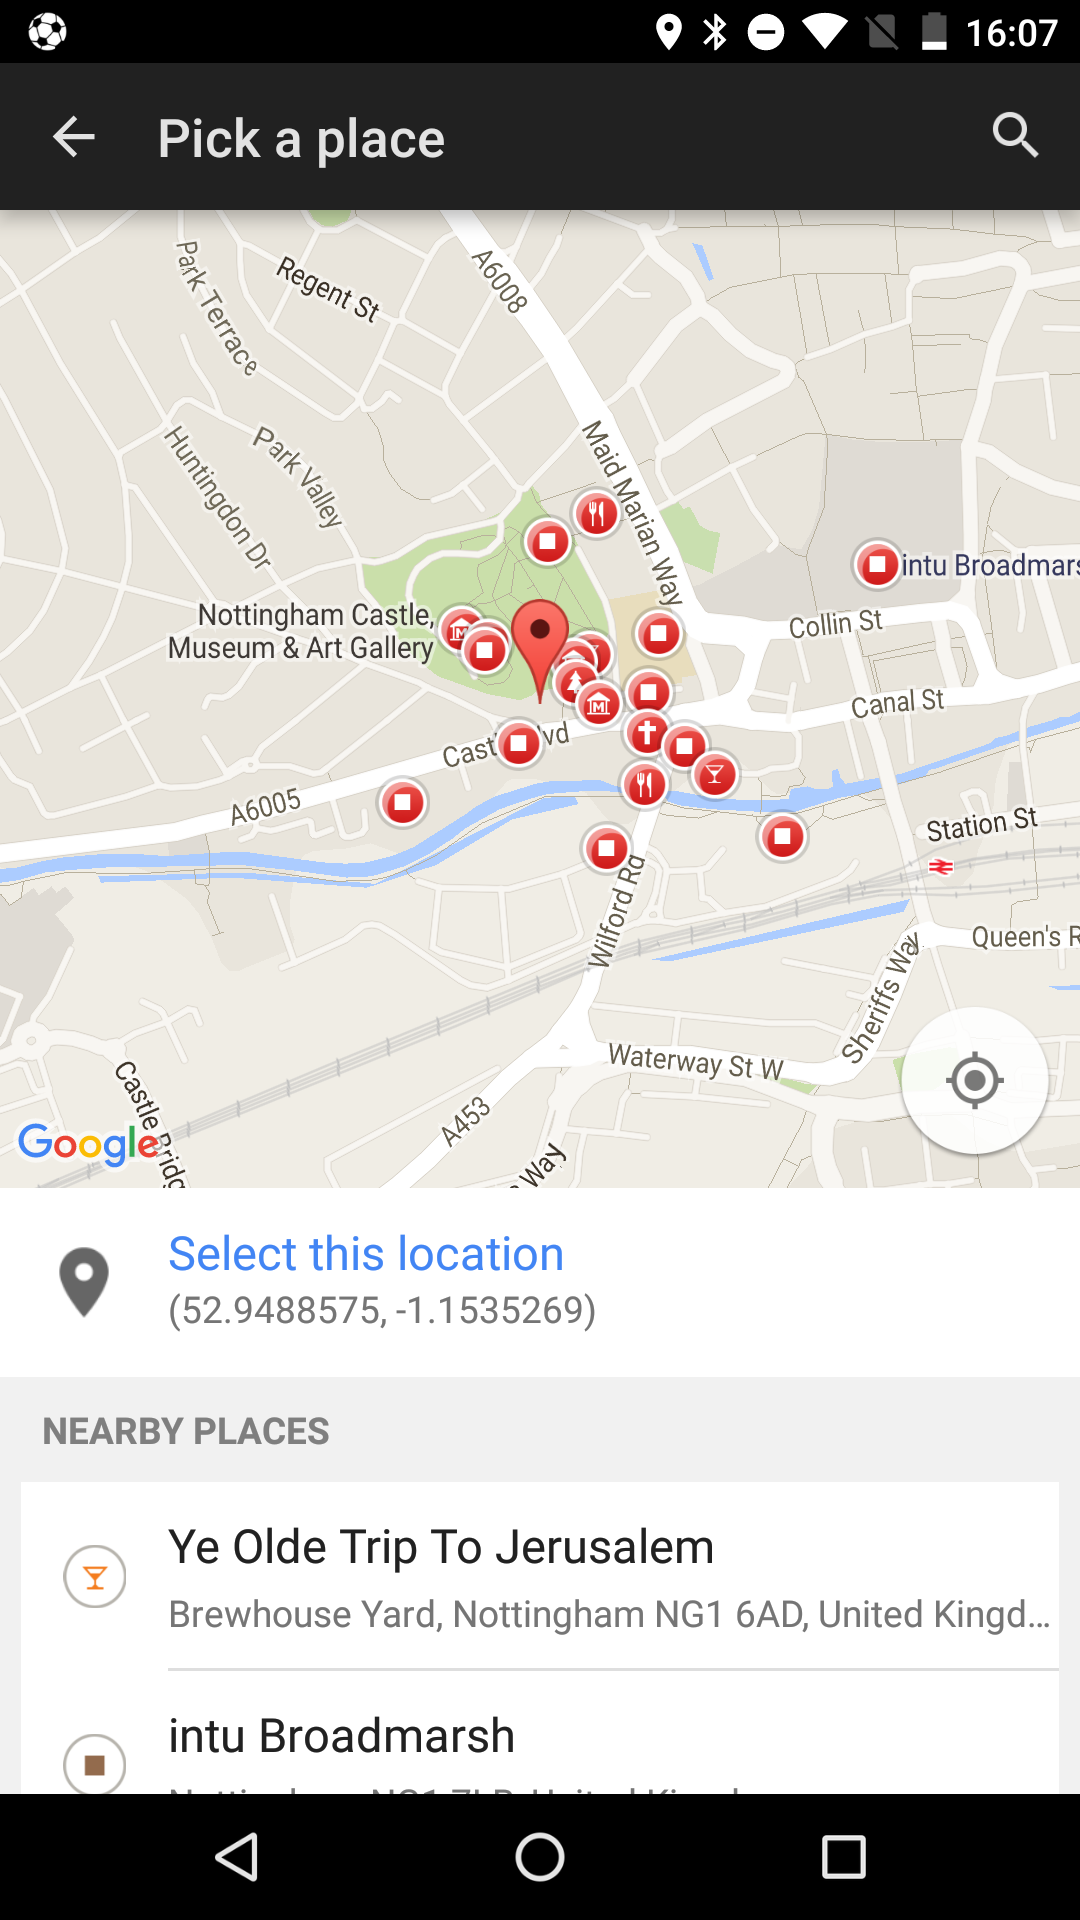 16:07
Pick a place
A6008
Regent St
Park Terrace
Maid Marian Way
Park Valley
Huntingdon Dr
intu Broadmars
Nottingham Castle,
Museum & Art Gallery
Collin St
Canal St
A6005
Station St
Wilford Rd
Queen's R
Sheriffs Way
Waterway St W
Castle Bridg
A453
Way
Google
Select this location
(52.9488575, -1.1535269)
NEARBY PLACES
Ye Olde Trip To Jerusalem
Brewhouse Yard, Nottingham NG1 6AD, United Kingd...
intu Broadmarsh